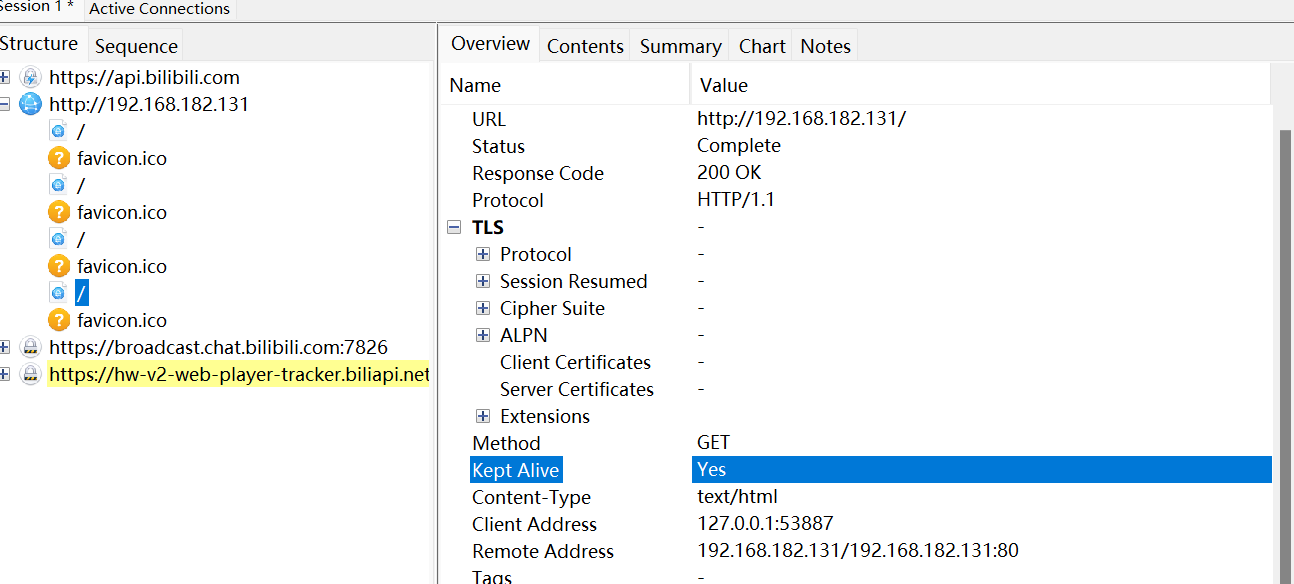 Session 1 * Active Connections
Structure Sequence
https://api.bilibili.com
http://192.168.182.131
/
favicon.ico
/
favicon.ico
/
favicon.ico
/
favicon.ico
https://broadcast.chat.bilibili.com:7826
https://hw-v2-web-player-tracker.biliapi.net
Overview Contents Summary Chart Notes
Name Value
URL http://192.168.182.131/
Status Complete
Response Code 200 OK
Protocol HTTP/1.1
TLS -
Protocol -
Session Resumed -
Cipher Suite -
ALPN -
Client Certificates -
Server Certificates -
Extensions
Method GET
Kept Alive Yes
Content-Type text/html
Client Address 127.0.0.1:53887
Remote Address 192.168.182.131/192.168.182.131:80
Tags -